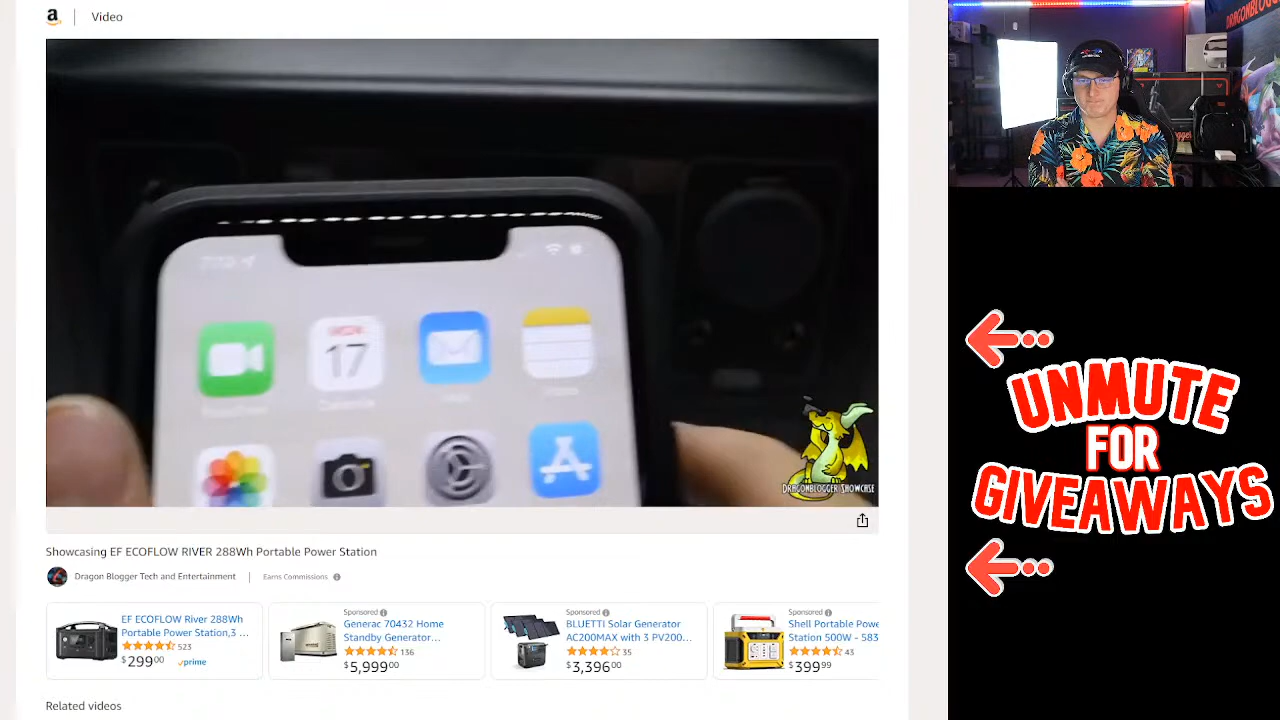 a
Video
17
DRAGONBLOGGER SHOWCASE
Showcasing EF ECOFLOW RIVER 288Wh Portable Power Station
Dragon Blogger Tech and Entertainment
Earns Commissions
EF ECOFLOW River 288Wh
Portable Power Station,3 ...
523
$299.00
prime
Sponsored
Generac 70432 Home
Standby Generator...
136
$5,999.00
Sponsored
BLUETTI Solar Generator
AC200MAX with 3 PV200...
35
$3,396.00
Sponsored
Shell Portable Powe
Station 500W - 583
43
$399.99
Related videos
UNMUTE
FOR
GIVEAWAYS